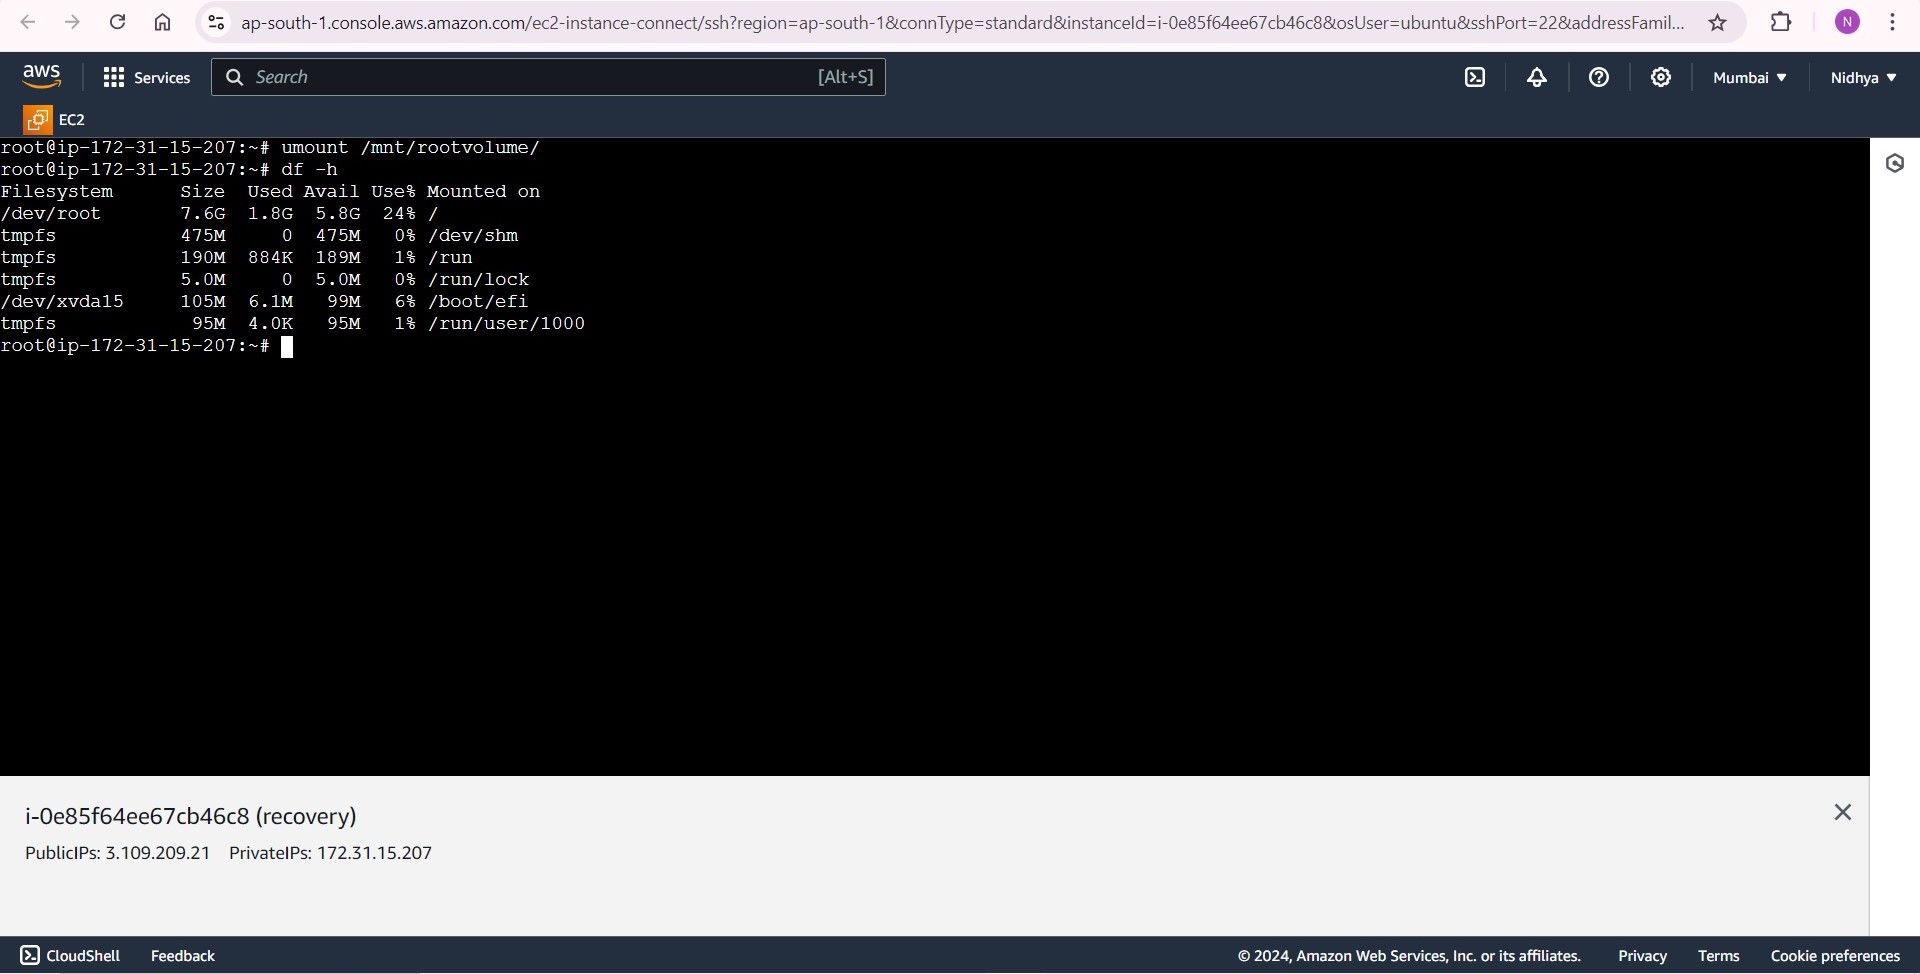 ap-south-1.console.aws.amazon.com/ec2-instance-connect/ssh?region=ap-south-1&connType=standard&instanceId=i-0e85f64ee67cb46c8&osUser=ubuntu&sshPort=22&addressFamil...
N
aws
Services
Search
[Alt+S]
Mumbai
Nidhya
EC2
root@ip-172-31-15-207:~# umount /mnt/rootvolume/
root@ip-172-31-15-207:~# df -h
Filesystem      Size  Used Avail Use% Mounted on
/dev/root       7.6G  1.8G  5.8G  24% /
tmpfs           475M     0  475M   0% /dev/shm
tmpfs           190M  884K  189M   1% /run
tmpfs           5.0M     0  5.0M   0% /run/lock
/dev/xvda15     105M  6.1M   99M   6% /boot/efi
tmpfs            95M  4.0K   95M   1% /run/user/1000
root@ip-172-31-15-207:~#
i-0e85f64ee67cb46c8 (recovery)
PublicIPs: 3.109.209.21 PrivateIPs: 172.31.15.207
CloudShell Feedback © 2024, Amazon Web Services, Inc. or its affiliates. Privacy Terms Cookie preferences